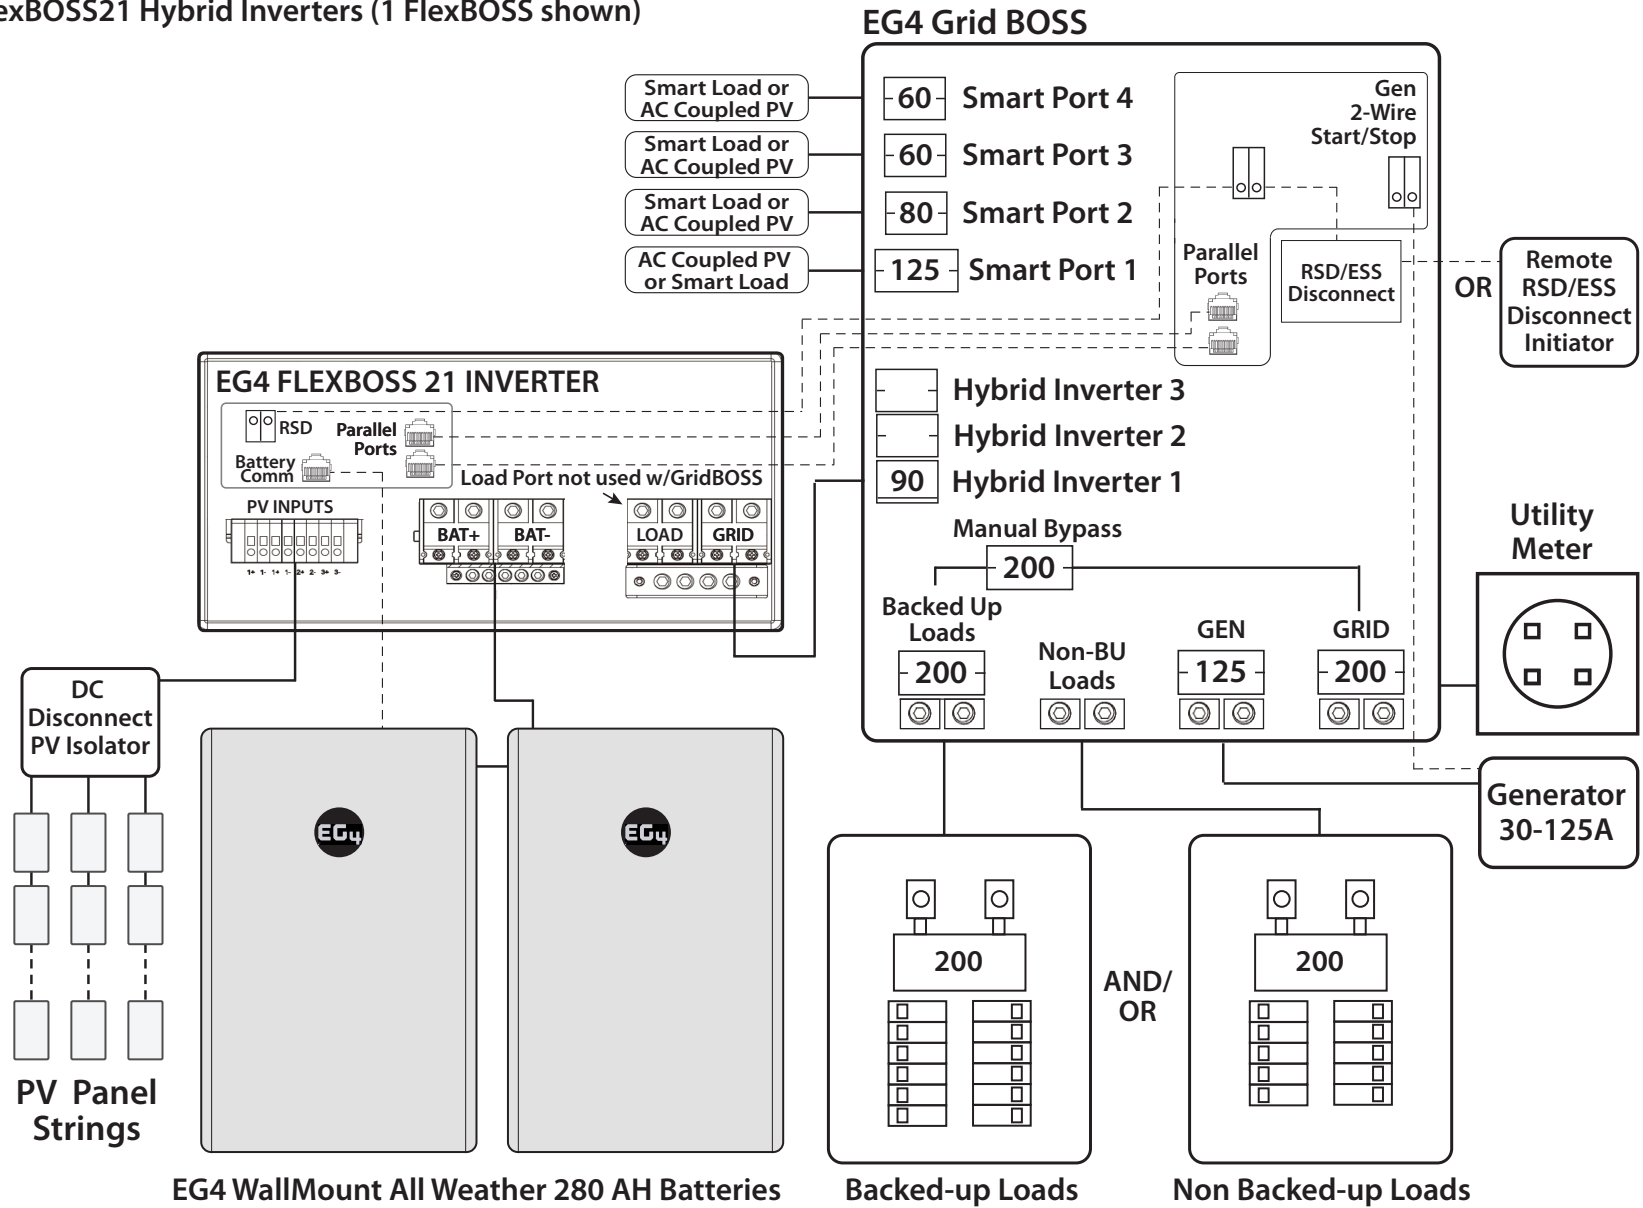 exBOSS21 Hybrid Inverters (1 FlexBOSS shown)
EG4 Grid BOSS
Smart Load or
AC Coupled PV
60
Smart Port 4
Smart Load or
AC Coupled PV
60
Smart Port 3
Smart Load or
AC Coupled PV
80
Smart Port 2
AC Coupled PV
or Smart Load
125
Smart Port 1
Gen
2-Wire
Start/Stop
Parallel
Ports
RSD/ESS
Disconnect
OR
Remote
RSD/ESS
Disconnect
Initiator
EG4 FLEXBOSS 21 INVERTER
RSD
Parallel
Ports
Battery
Comm
Load Port not used w/GridBOSS
PV INPUTS
1+ 1- 1+ 1- 2+ 2- 3+ 3-
BAT+
BAT-
LOAD
GRID
Hybrid Inverter 3
Hybrid Inverter 2
90
Hybrid Inverter 1
Manual Bypass
200
Backed Up
Loads
200
Non-BU
Loads
GEN
125
GRID
200
Utility
Meter
DC
Disconnect
PV Isolator
Generator
30-125A
EG4
EG4
200
AND/
OR
200
PV Panel
Strings
EG4 WallMount All Weather 280 AH Batteries
Backed-up Loads
Non Backed-up Loads